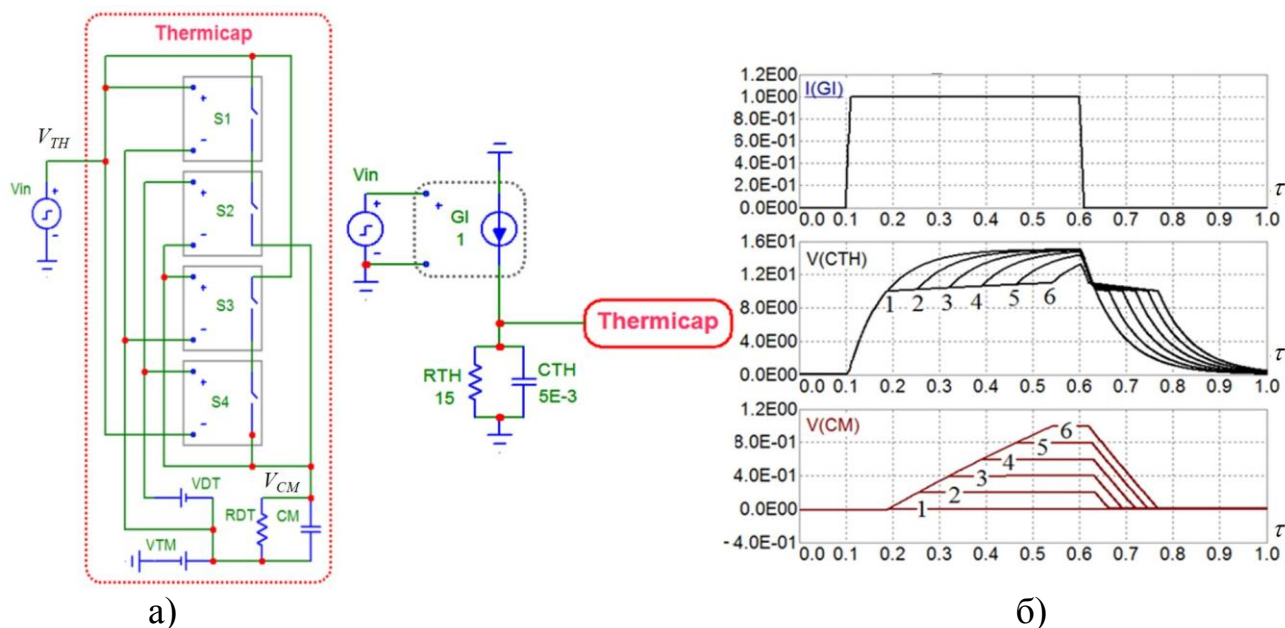 Thermicap
V_TH
Vin
+
-
+
S1
-
+
S2
-
+
S3
-
+
S4
-
VDT
VTM
RDT
V_CM
CM
Vin
+
-
+
GI
1
Thermicap
RTH
15
CTH
5E-3
а)
I(GI)
1.2E00
1.0E00
8.0E-01
6.0E-01
4.0E-01
2.0E-01
0.0E00
0.0 0.1 0.2 0.3 0.4 0.5 0.6 0.7 0.8 0.9 1.0
τ
V(CTH)
1.6E01
1.2E01
8.0E00
4.0E00
0.0E00
1 2 3 4 5 6
0.0 0.1 0.2 0.3 0.4 0.5 0.6 0.7 0.8 0.9 1.0
τ
V(CM)
1.2E00
8.0E-01
4.0E-01
0.0E00
-4.0E-01
6
5
4
3
2
1
0.0 0.1 0.2 0.3 0.4 0.5 0.6 0.7 0.8 0.9 1.0
τ
б)